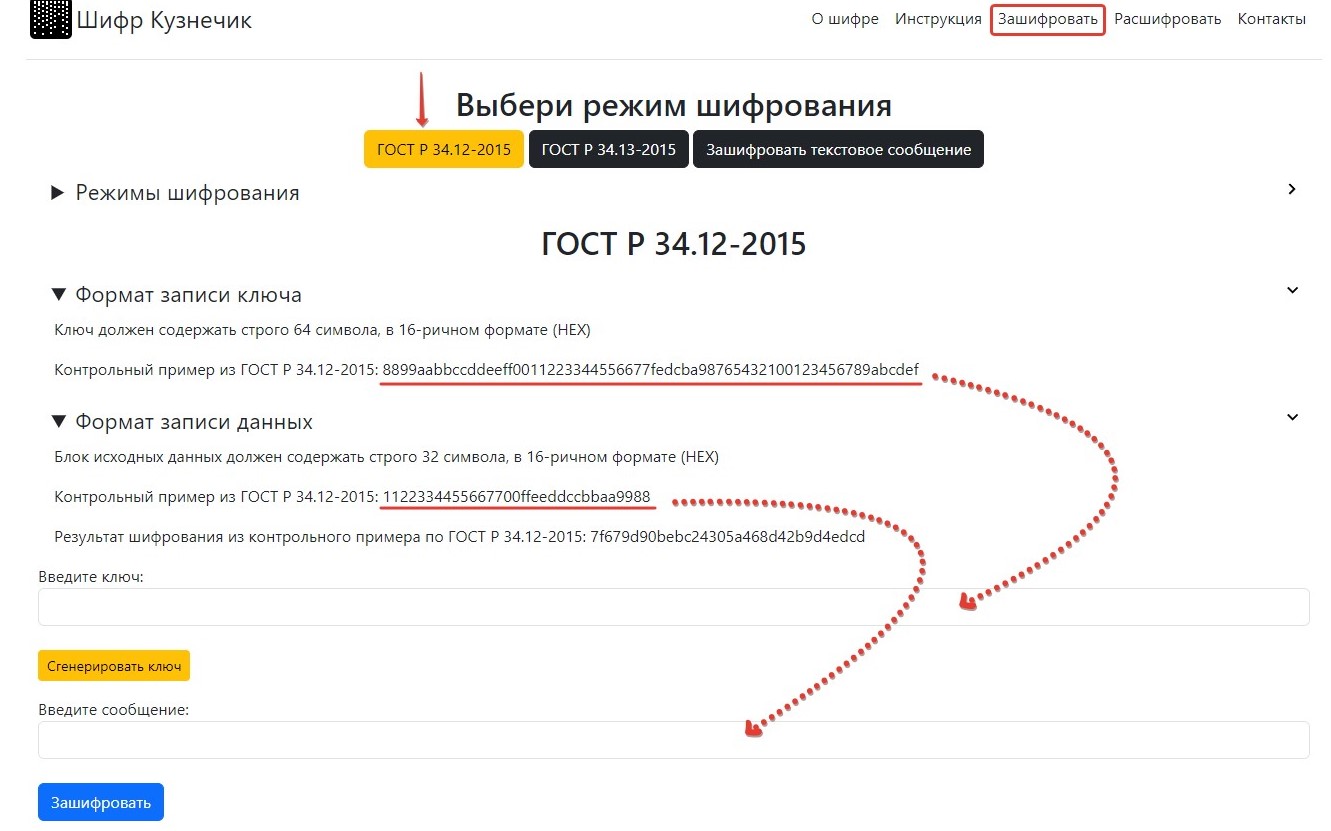 Шифр Кузнечик
О шифре Инструкция Зашифровать Расшифровать Контакты
Выбери режим шифрования
ГОСТ Р 34.12-2015 ГОСТ Р 34.13-2015 Зашифровать текстовое сообщение
Режимы шифрования
ГОСТ Р 34.12-2015
Формат записи ключа
Ключ должен содержать строго 64 символа, в 16-ричном формате (HEX)
Контрольный пример из ГОСТ Р 34.12-2015: 8899aabbccddeeff0011223344556677fedcba98765432100123456789abcdef
Формат записи данных
Блок исходных данных должен содержать строго 32 символа, в 16-ричном формате (HEX)
Контрольный пример из ГОСТ Р 34.12-2015: 1122334455667700ffeeddccbbaa9988
Результат шифрования из контрольного примера по ГОСТ Р 34.12-2015: 7f679d90bebc24305a468d42b9d4edcd
Введите ключ:
Сгенерировать ключ
Введите сообщение:
Зашифровать